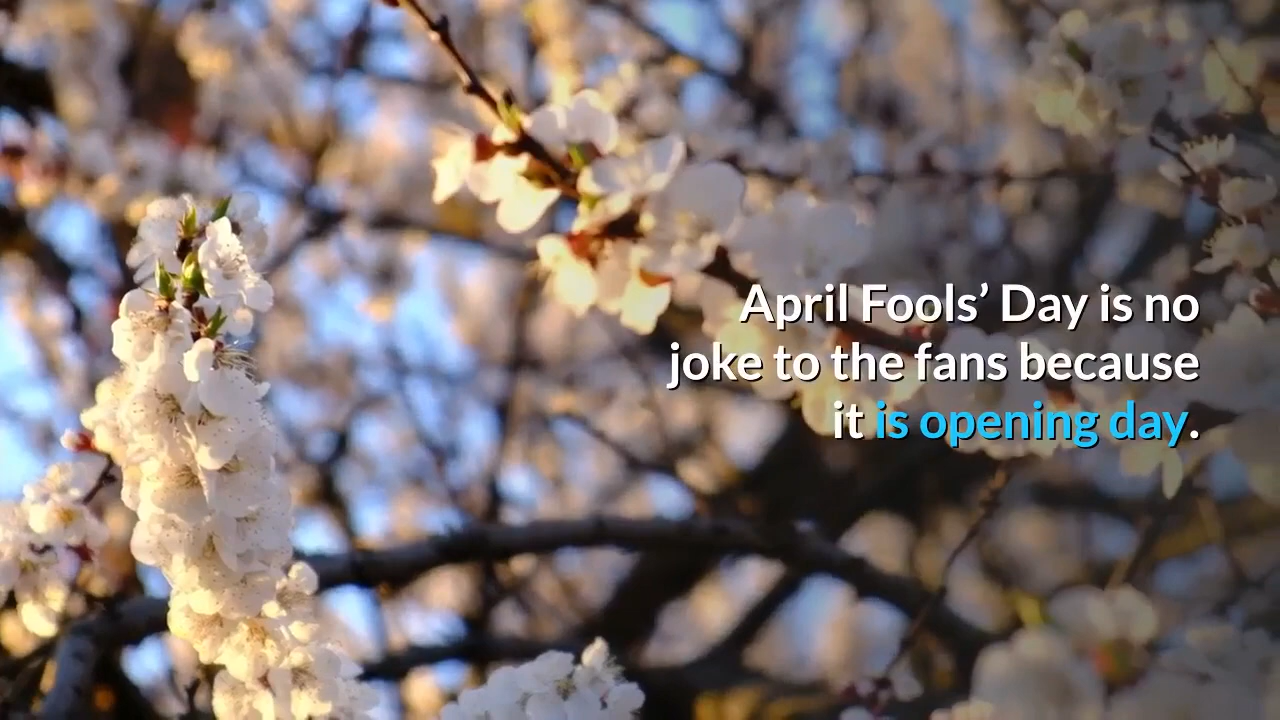 April Fools’ Day is no
joke to the fans because
it is opening day.